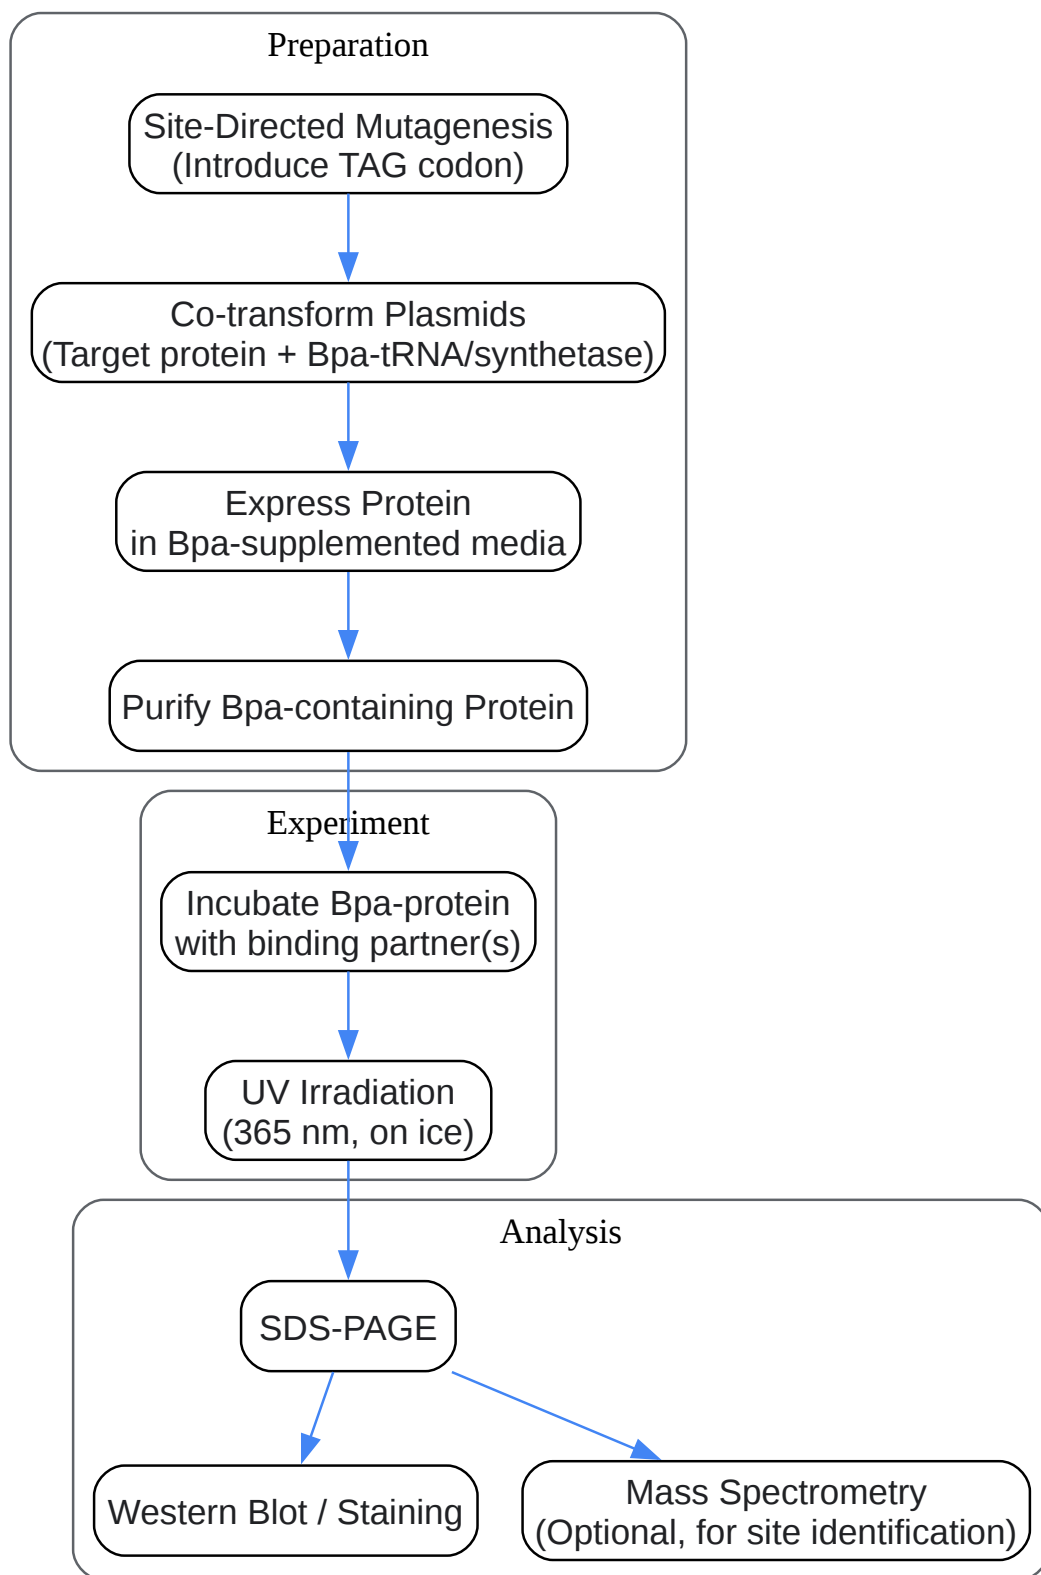 Preparation
Site-Directed Mutagenesis
(Introduce TAG codon)
Co-transform Plasmids
(Target protein + Bpa-tRNA/synthetase)
Express Protein
in Bpa-supplemented media
Purify Bpa-containing Protein
Experiment
Incubate Bpa-protein
with binding partner(s)
UV Irradiation
(365 nm, on ice)
Analysis
SDS-PAGE
Western Blot / Staining
Mass Spectrometry
(Optional, for site identification)